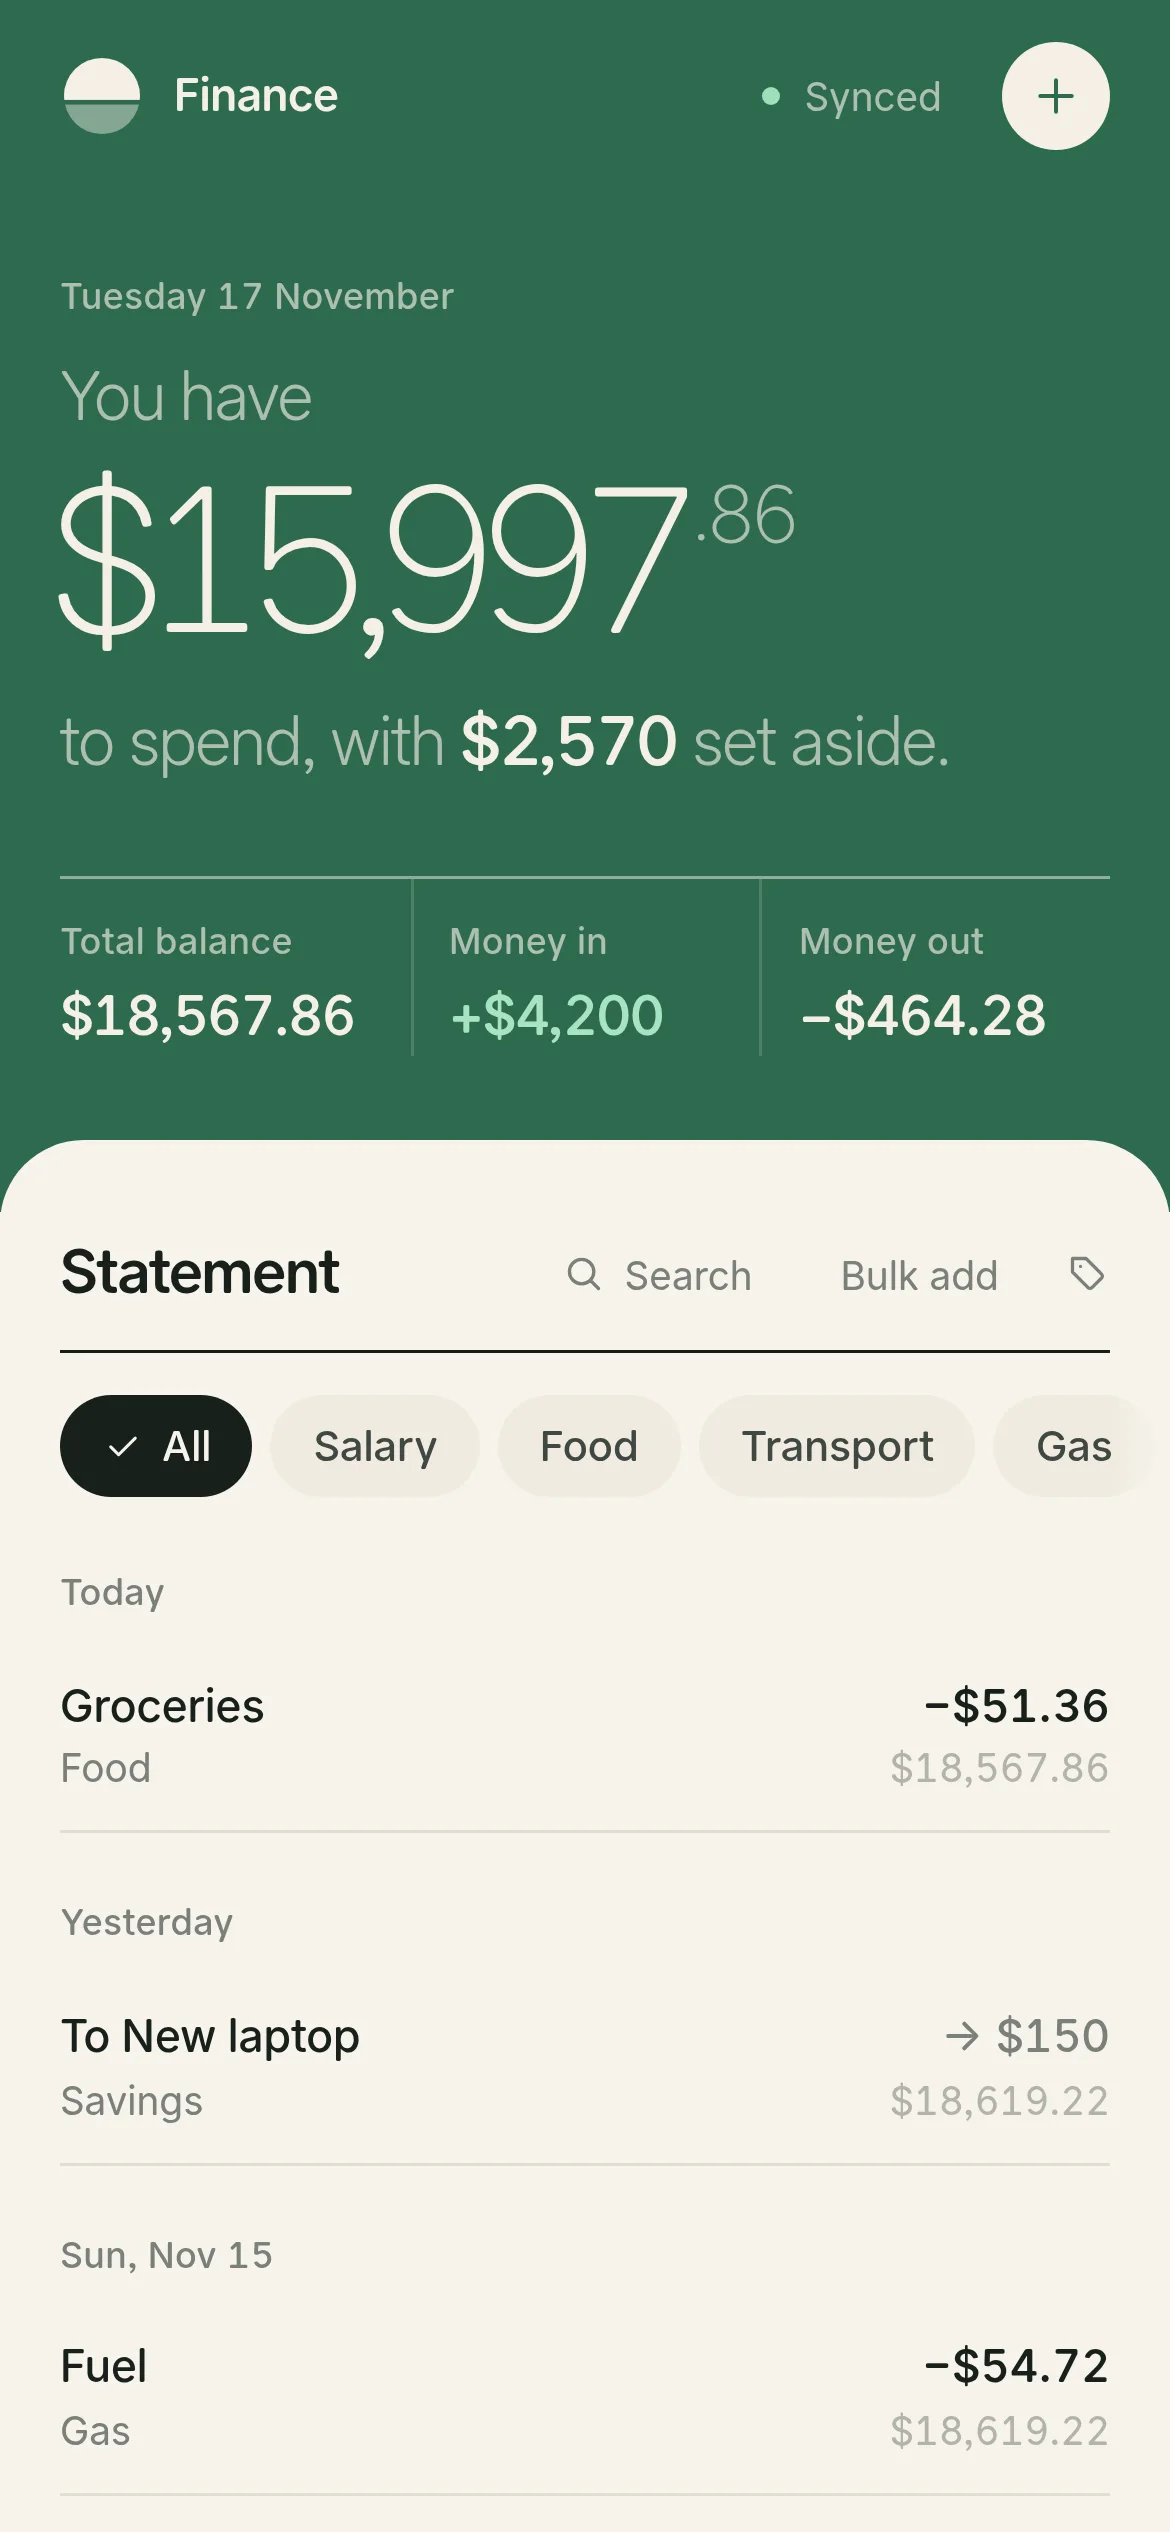 Finance
Synced
Tuesday 17 November
You have
$15,997.86
to spend, with $2,570 set aside.
Total balance Money in Money out
$18,567.86 +$4,200 −$464.28
Statement Search Bulk add
All Salary Food Transport Gas
Today
Groceries −$51.36
Food $18,567.86
Yesterday
To New laptop → $150
Savings $18,619.22
Sun, Nov 15
Fuel −$54.72
Gas $18,619.22